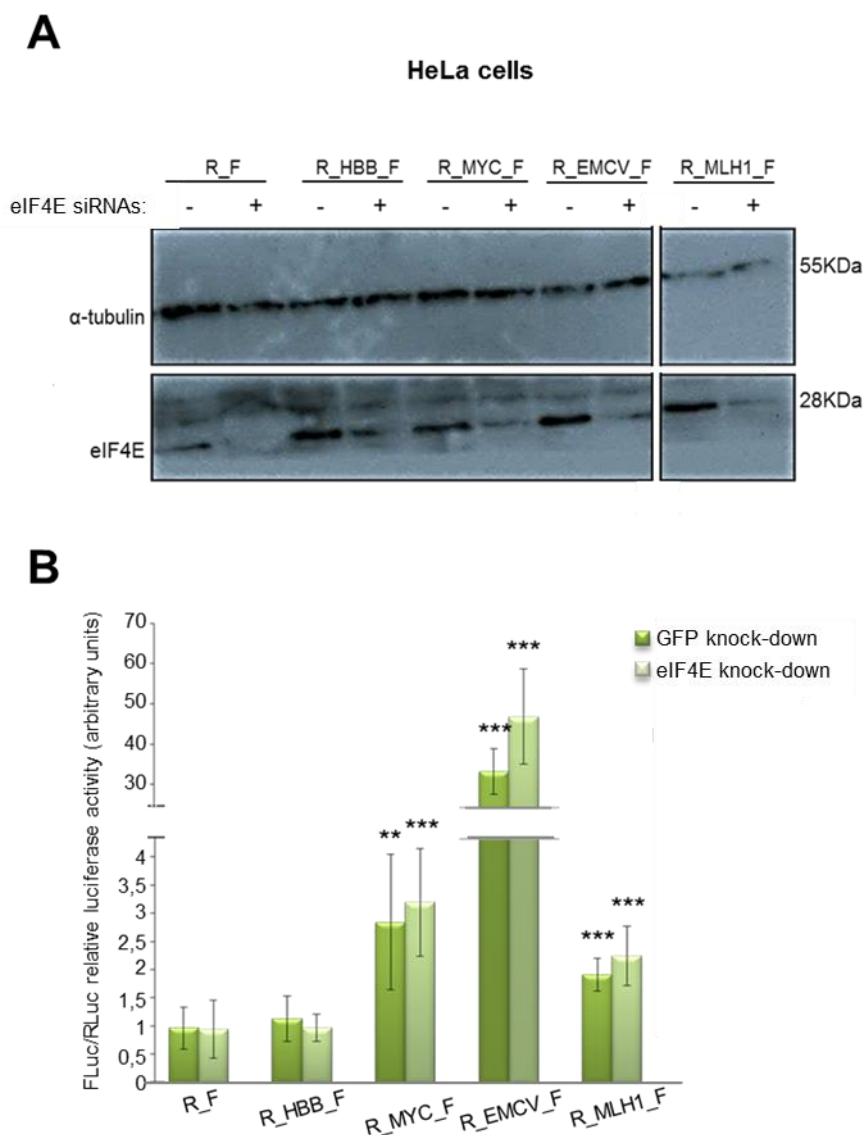 A
HeLa cells
R_F R_HBB_F R_MYC_F R_EMCV_F R_MLH1_F
eIF4E siRNAs: - + - + - + - + - +
55KDa
α-tubulin
28KDa
eIF4E
B
FLuc/RLuc relative luciferase activity (arbitrary units)
70
60
50
40
30
4
3,5
3
2,5
2
1,5
1
0,5
0
*** 
***
** ***
*** ***
GFP knock-down
eIF4E knock-down
R_F R_HBB_F R_MYC_F R_EMCV_F R_MLH1_F